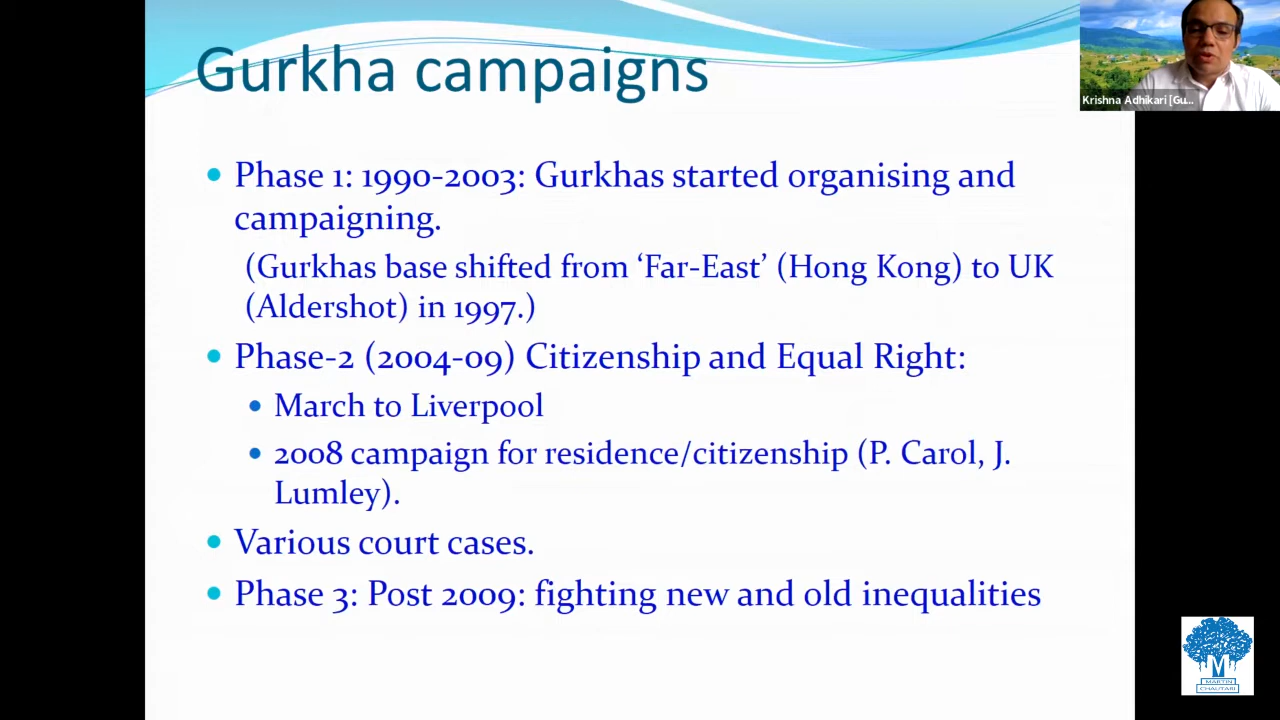 Gurkha campaigns
Krishna Adhikari [Gu...
Phase 1: 1990-2003: Gurkhas started organising and
campaigning.
(Gurkhas base shifted from ‘Far-East’ (Hong Kong) to UK
(Aldershot) in 1997.)
Phase-2 (2004-09) Citizenship and Equal Right:
March to Liverpool
2008 campaign for residence/citizenship (P. Carol, J.
Lumley).
Various court cases.
Phase 3: Post 2009: fighting new and old inequalities
M
MARTIN
CHAUTARI